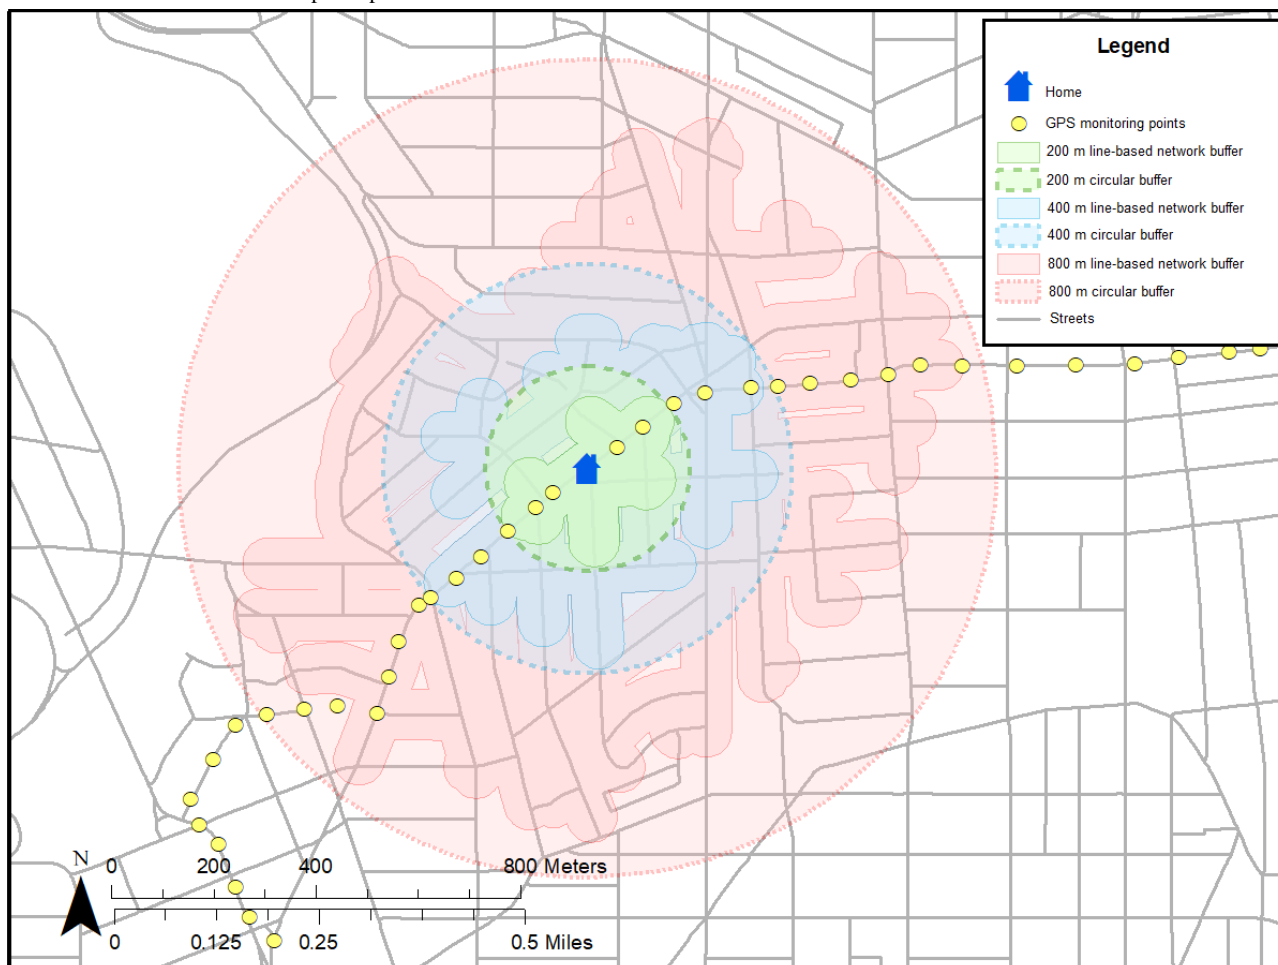 Legend
Home
GPS monitoring points
200 m line-based network buffer
200 m circular buffer
400 m line-based network buffer
400 m circular buffer
800 m line-based network buffer
800 m circular buffer
Streets
N
0 200 400 800 Meters
0 0.125 0.25 0.5 Miles